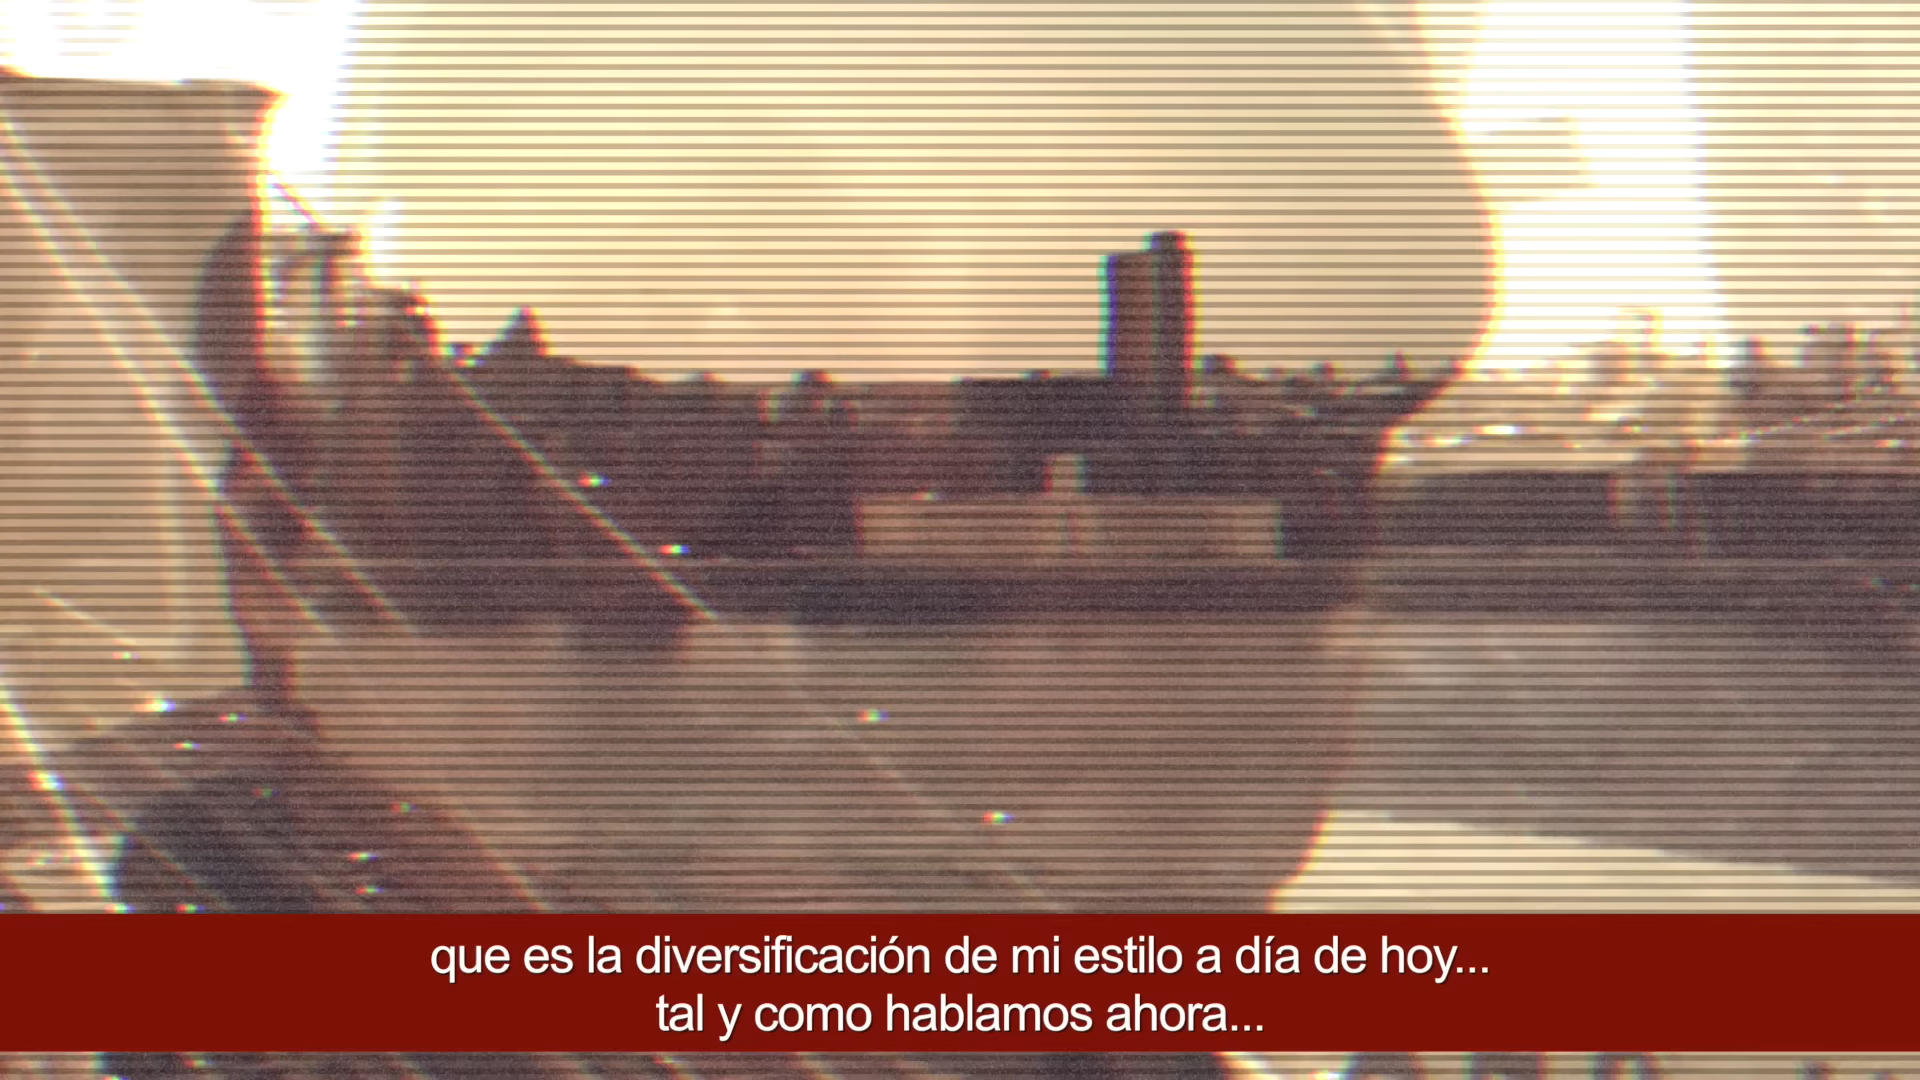 que es la diversificación de mi estilo a día de hoy...
tal y como hablamos ahora...